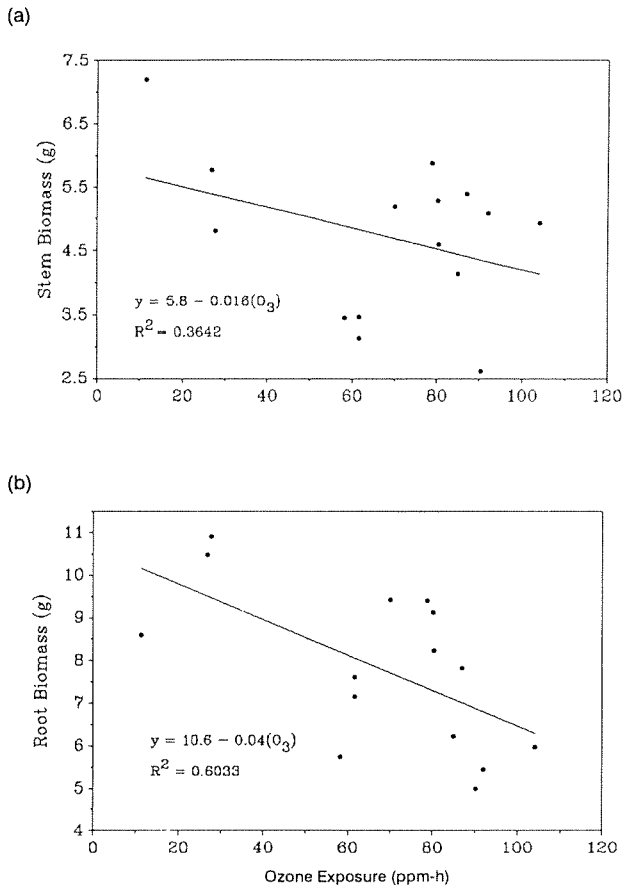 (a)
7.5
6.5
5.5
4.5
3.5
2.5
Stem Biomass (g)
y = 5.8 − 0.016(O₃)
R² = 0.3642
0 20 40 60 80 100 120
(b)
11
10
9
8
7
6
5
4
Root Biomass (g)
y = 10.6 − 0.04(O₃)
R² = 0.6033
0 20 40 60 80 100 120
Ozone Exposure (ppm-h)